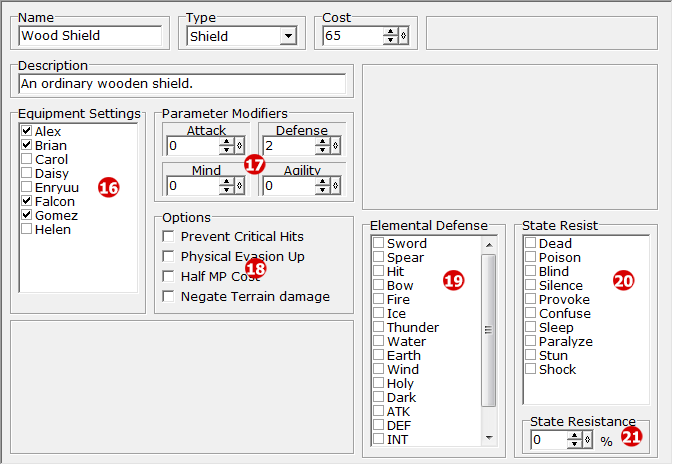 Name
Wood Shield
Type
Shield
Cost
65
Description
An ordinary wooden shield.
Equipment Settings
Alex
Brian
Carol
Daisy
Enryuu
Falcon
Gomez
Helen
16
Parameter Modifiers
Attack
0
Defense
2
Mind
0
Agility
0
17
Options
Prevent Critical Hits
Physical Evasion Up
Half MP Cost
Negate Terrain damage
18
Elemental Defense
Sword
Spear
Hit
Bow
Fire
Ice
Thunder
Water
Earth
Wind
Holy
Dark
ATK
DEF
INT
19
State Resist
Dead
Poison
Blind
Silence
Provoke
Confuse
Sleep
Paralyze
Stun
Shock
20
State Resistance
0 %
21